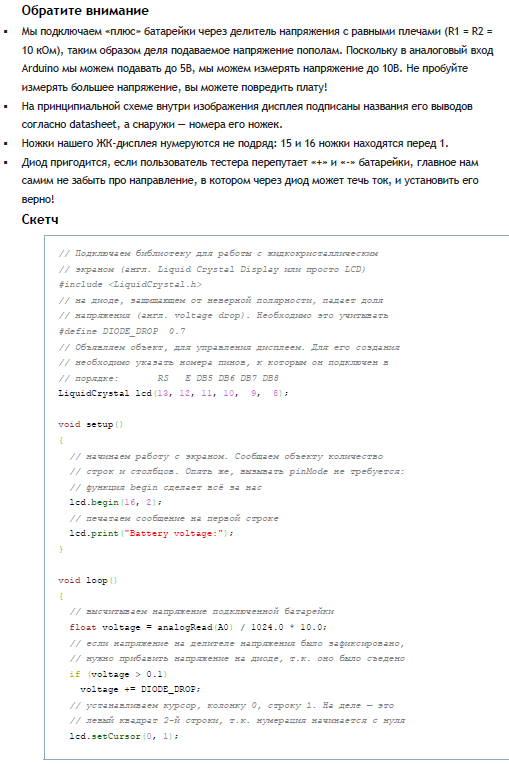 Обратите внимание
▪ Мы подключаем «плюс» батарейки через делитель напряжения с равными плечами (R1 = R2 =
10 кОм), таким образом деля подаваемое напряжение пополам. Поскольку в аналоговый вход
Arduino мы можем подавать до 5В, мы можем измерять напряжение до 10В. Не пробуйте
измерять большее напряжение, вы можете повредить плату!
▪ На принципиальной схеме внутри изображения дисплея подписаны названия его выводов
согласно datasheet, а снаружи — номера его ножек.
▪ Ножки нашего ЖК-дисплея нумеруются не подряд: 15 и 16 ножки находятся перед 1.
▪ Диод пригодится, если пользователь тестера перепутает «+» и «-» батарейки, главное нам
самим не забыть про направление, в котором через диод может течь ток, и установить его
верно!
Скетч
// Подключаем библиотеку для работы с жидкокристаллическим
// экраном (англ. Liquid Crystal Display или просто LCD)
#include <LiquidCrystal.h>
// на диоде, защищающем от неверной полярности, падает доля
// напряжения (англ. voltage drop). Необходимо это учитывать
#define DIODE_DROP  0.7
// Объявляем объект, для управления дисплеем. Для его создания
// необходимо указать номера пинов, к которым он подключен в
// порядке:       RS   E DB5 DB6 DB7 DB8
LiquidCrystal lcd(13, 12, 11, 10,  9,  8);

void setup()
{
  // начинаем работу с экраном. Сообщаем объекту количество
  // строк и столбцов. Опять же, вызывать pinMode не требуется:
  // функция begin сделает всё за нас
  lcd.begin(16, 2);
  // печатаем сообщение на первой строке
  lcd.print("Battery voltage:");
}

void loop()
{
  // высчитываем напряжение подключенной батарейки
  float voltage = analogRead(A0) / 1024.0 * 10.0;
  // если напряжение на делителе напряжения было зафиксировано,
  // нужно прибавить напряжение на диоде, т.к. оно было съедено
  if (voltage > 0.1)
    voltage += DIODE_DROP;
  // устанавливаем курсор, колонку 0, строку 1. На деле — это
  // левый квадрат 2-й строки, т.к. нумерация начинается с нуля
  lcd.setCursor(0, 1);